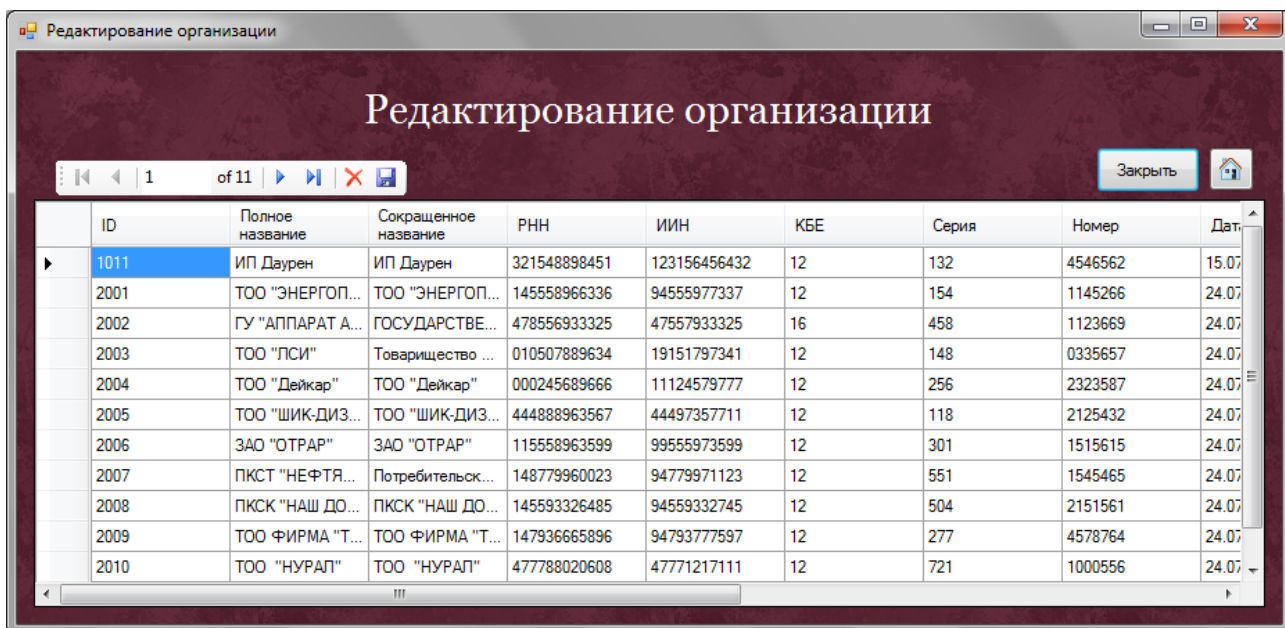 Редактирование организации
Редактирование организации
1 of 11 Закрыть
ID Полное название Сокращенное название РНН ИИН КБЕ Серия Номер Дата
1011 ИП Даурен ИП Даурен 321548898451 123156456432 12 132 4546562 15.07
2001 ТОО "ЭНЕРГОП... ТОО "ЭНЕРГОП... 145558966336 94555977337 12 154 1145266 24.07
2002 ГУ "АППАРАТ А... ГОСУДАРСТВЕ... 478556933325 47557933325 16 458 1123669 24.07
2003 ТОО "ЛСИ" Товарищество ... 010507889634 19151797341 12 148 0335657 24.07
2004 ТОО "Дейкар" ТОО "Дейкар" 000245689666 11124579777 12 256 2323587 24.07
2005 ТОО "ШИК-ДИЗ... ТОО "ШИК-ДИЗ... 444888963567 44497357711 12 118 2125432 24.07
2006 ЗАО "ОТРАР" ЗАО "ОТРАР" 115558963599 99555973599 12 301 1515615 24.07
2007 ПКСТ "НЕФТЯ... Потребительск... 148779960023 94779971123 12 551 1545465 24.07
2008 ПКСК "НАШ ДО... ПКСК "НАШ ДО... 145593326485 94559332745 12 504 2151561 24.07
2009 ТОО ФИРМА "Т... ТОО ФИРМА "Т... 147936665896 94793777597 12 277 4578764 24.07
2010 ТОО "НУРАЛ" ТОО "НУРАЛ" 477788020608 47771217111 12 721 1000556 24.07